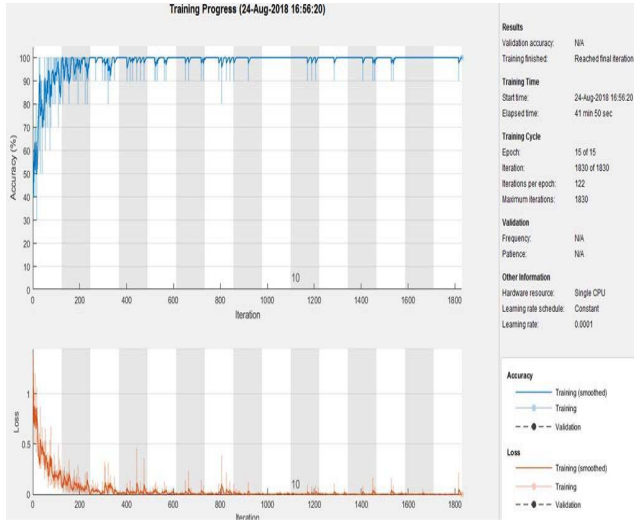 Training Progress (24-Aug-2018 16:56:20)
Accuracy (%)
100
90
80
70
60
50
40
30
20
10
0
10
0 200 400 600 800 1000 1200 1400 1600 1800
Iteration
Loss
1
0.5
0
10
0 200 400 600 800 1000 1200 1400 1600 1800
Iteration
Results
Validation accuracy: N/A
Training finished: Reached final iteration
Training Time
Start time: 24-Aug-2018 16:56:20
Elapsed time: 41 min 50 sec
Training Cycle
Epoch: 15 of 15
Iteration: 1830 of 1830
Iterations per epoch: 122
Maximum iterations: 1830
Validation
Frequency: N/A
Patience: N/A
Other Information
Hardware resource: Single CPU
Learning rate schedule: Constant
Learning rate: 0.0001
Accuracy
Training (smoothed)
Training
Validation
Loss
Training (smoothed)
Training
Validation